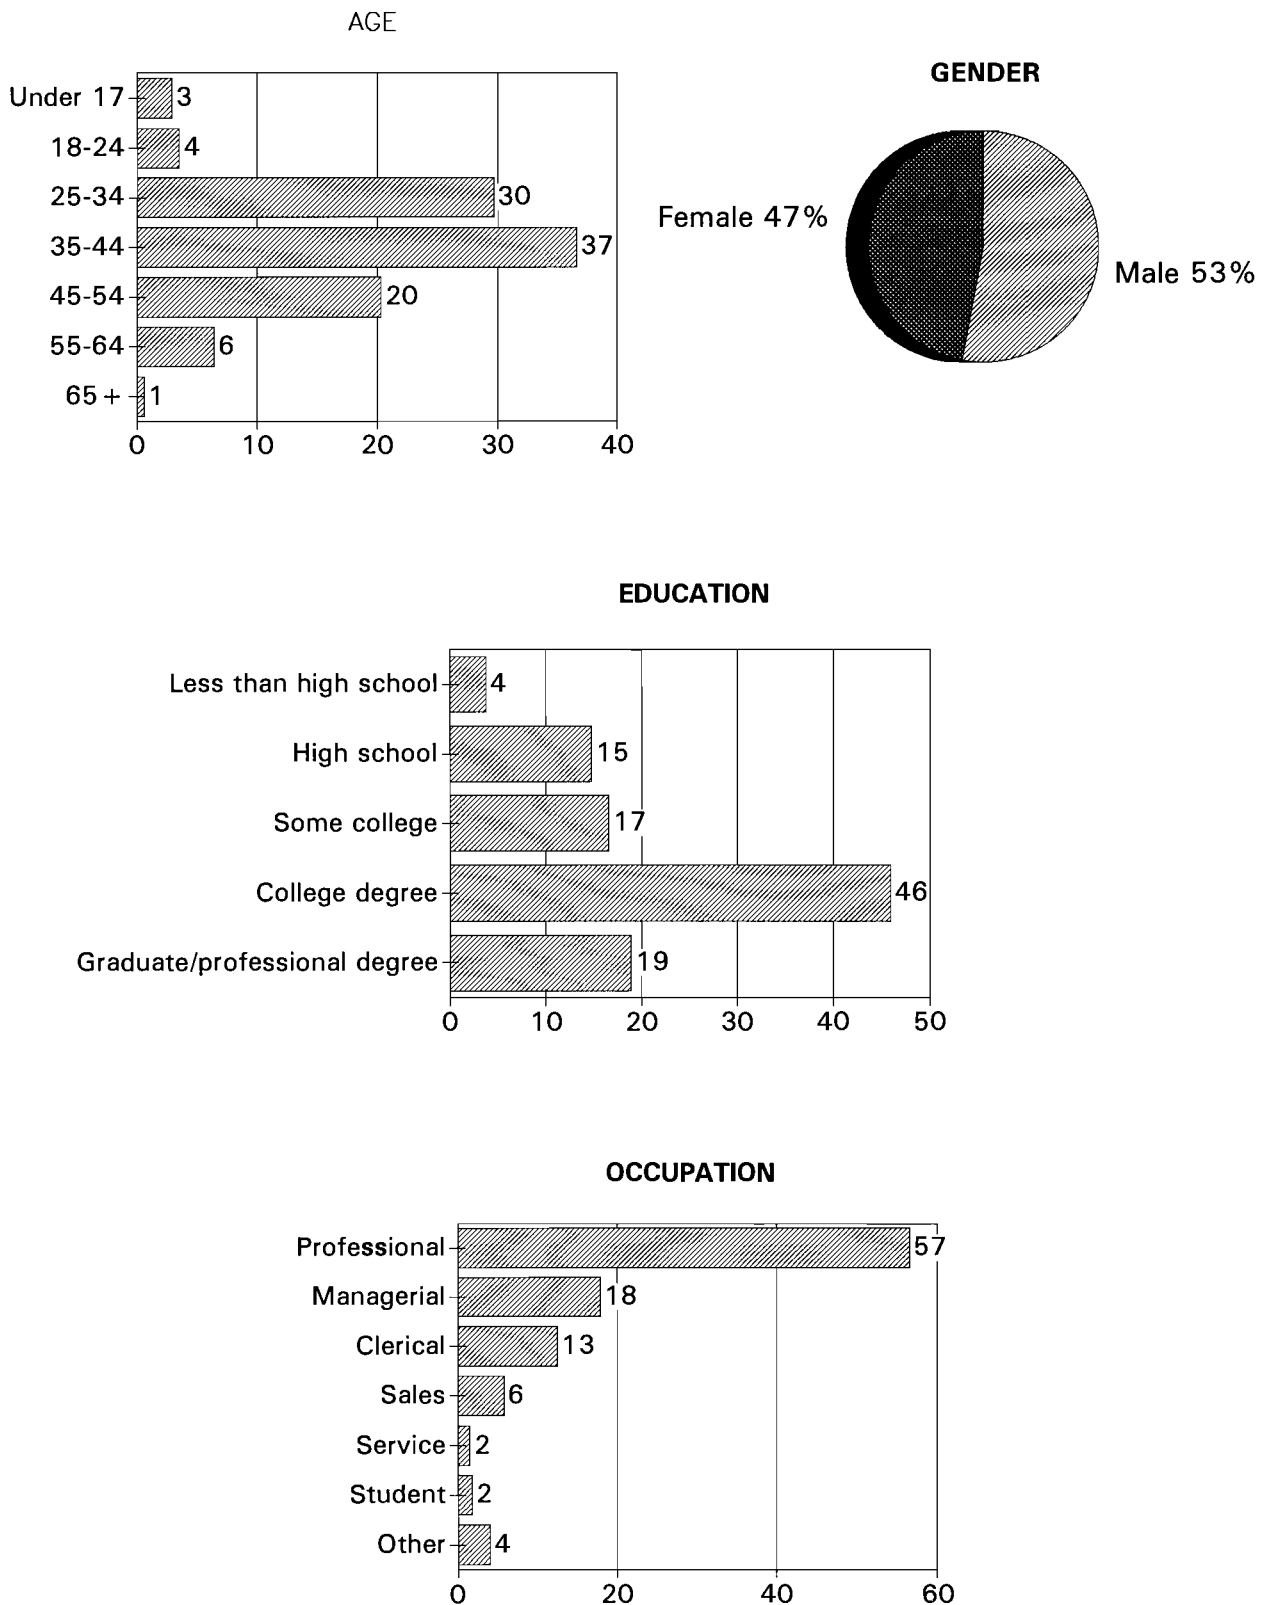 AGE
Under 17 3
18-24 4
25-34 30
35-44 37
45-54 20
55-64 6
65 + 1
0 10 20 30 40
GENDER
Female 47%
Male 53%
EDUCATION
Less than high school 4
High school 15
Some college 17
College degree 46
Graduate/professional degree 19
0 10 20 30 40 50
OCCUPATION
Professional 57
Managerial 18
Clerical 13
Sales 6
Service 2
Student 2
Other 4
0 20 40 60